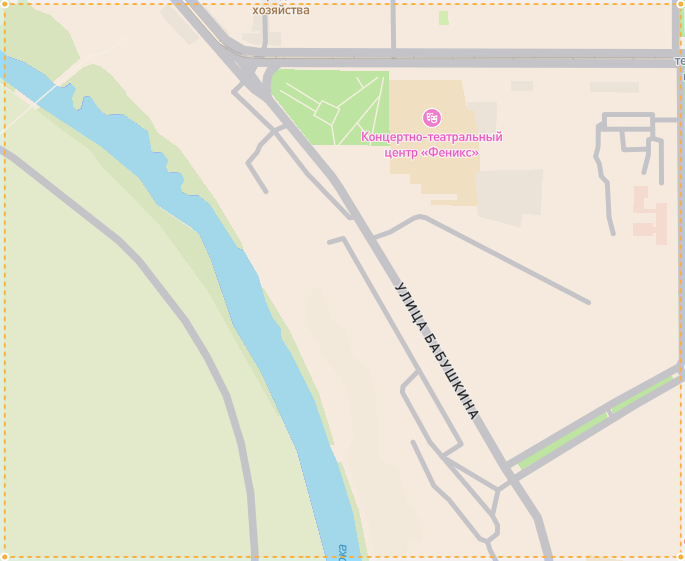 хозяйства
Концертно-театральный
центр «Феникс»
УЛИЦА БАБУШКИНА